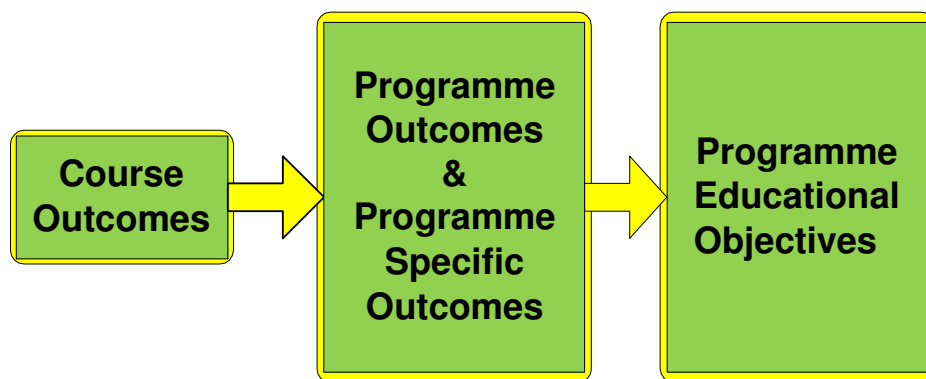 Course
Outcomes
Programme
Outcomes
&
Programme
Specific
Outcomes
Programme
Educational
Objectives